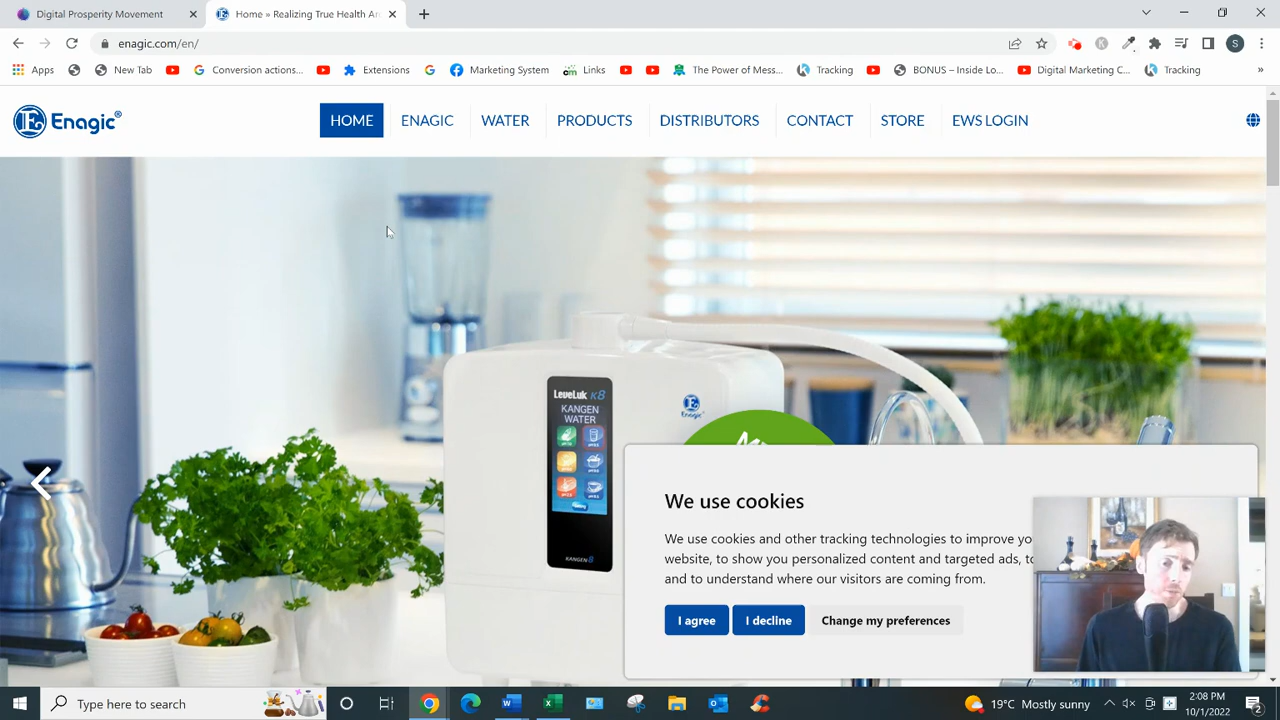 Digital Prosperity Movement
Home » Realizing True Health An
enagic.com/en/
S
Apps
New Tab
Conversion actions...
Extensions
Marketing System
Links
The Power of Mess...
Tracking
BONUS – Inside Lo...
Digital Marketing C...
Tracking
»
Enagic®
HOME
ENAGIC
WATER
PRODUCTS
DISTRIBUTORS
CONTACT
STORE
EWS LOGIN
LeveLuk K8
KANGEN
WATER
Enagic
KANGEN8
We use cookies
We use cookies and other tracking technologies to improve yo
website, to show you personalized content and targeted ads, to
and to understand where our visitors are coming from.
I agree
I decline
Change my preferences
Type here to search
19°C Mostly sunny
2:08 PM
10/1/2022
2